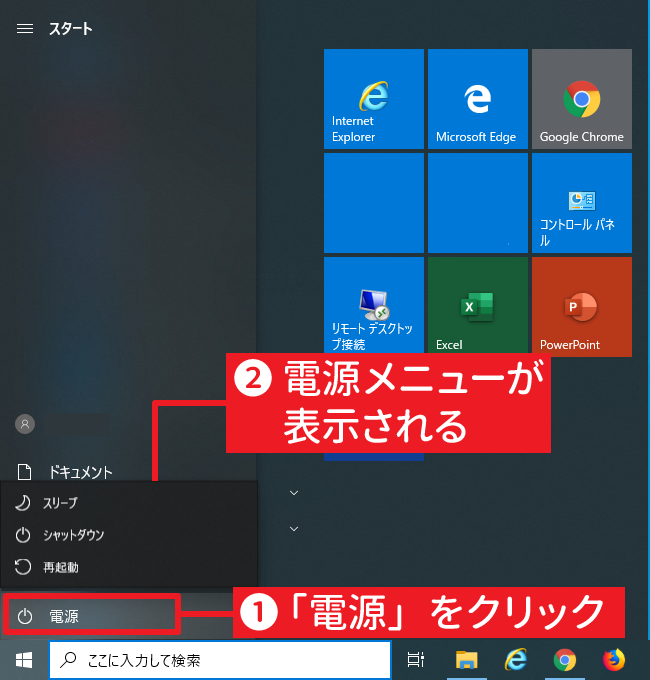 スタート
Internet
Explorer
Microsoft Edge
Google Chrome
コントロール パネ
ル
リモート デスクトッ
プ接続
Excel
PowerPoint
❷ 電源メニューが
表示される
ドキュメント
スリープ
シャットダウン
再起動
電源
❶「電源」をクリック
ここに入力して検索